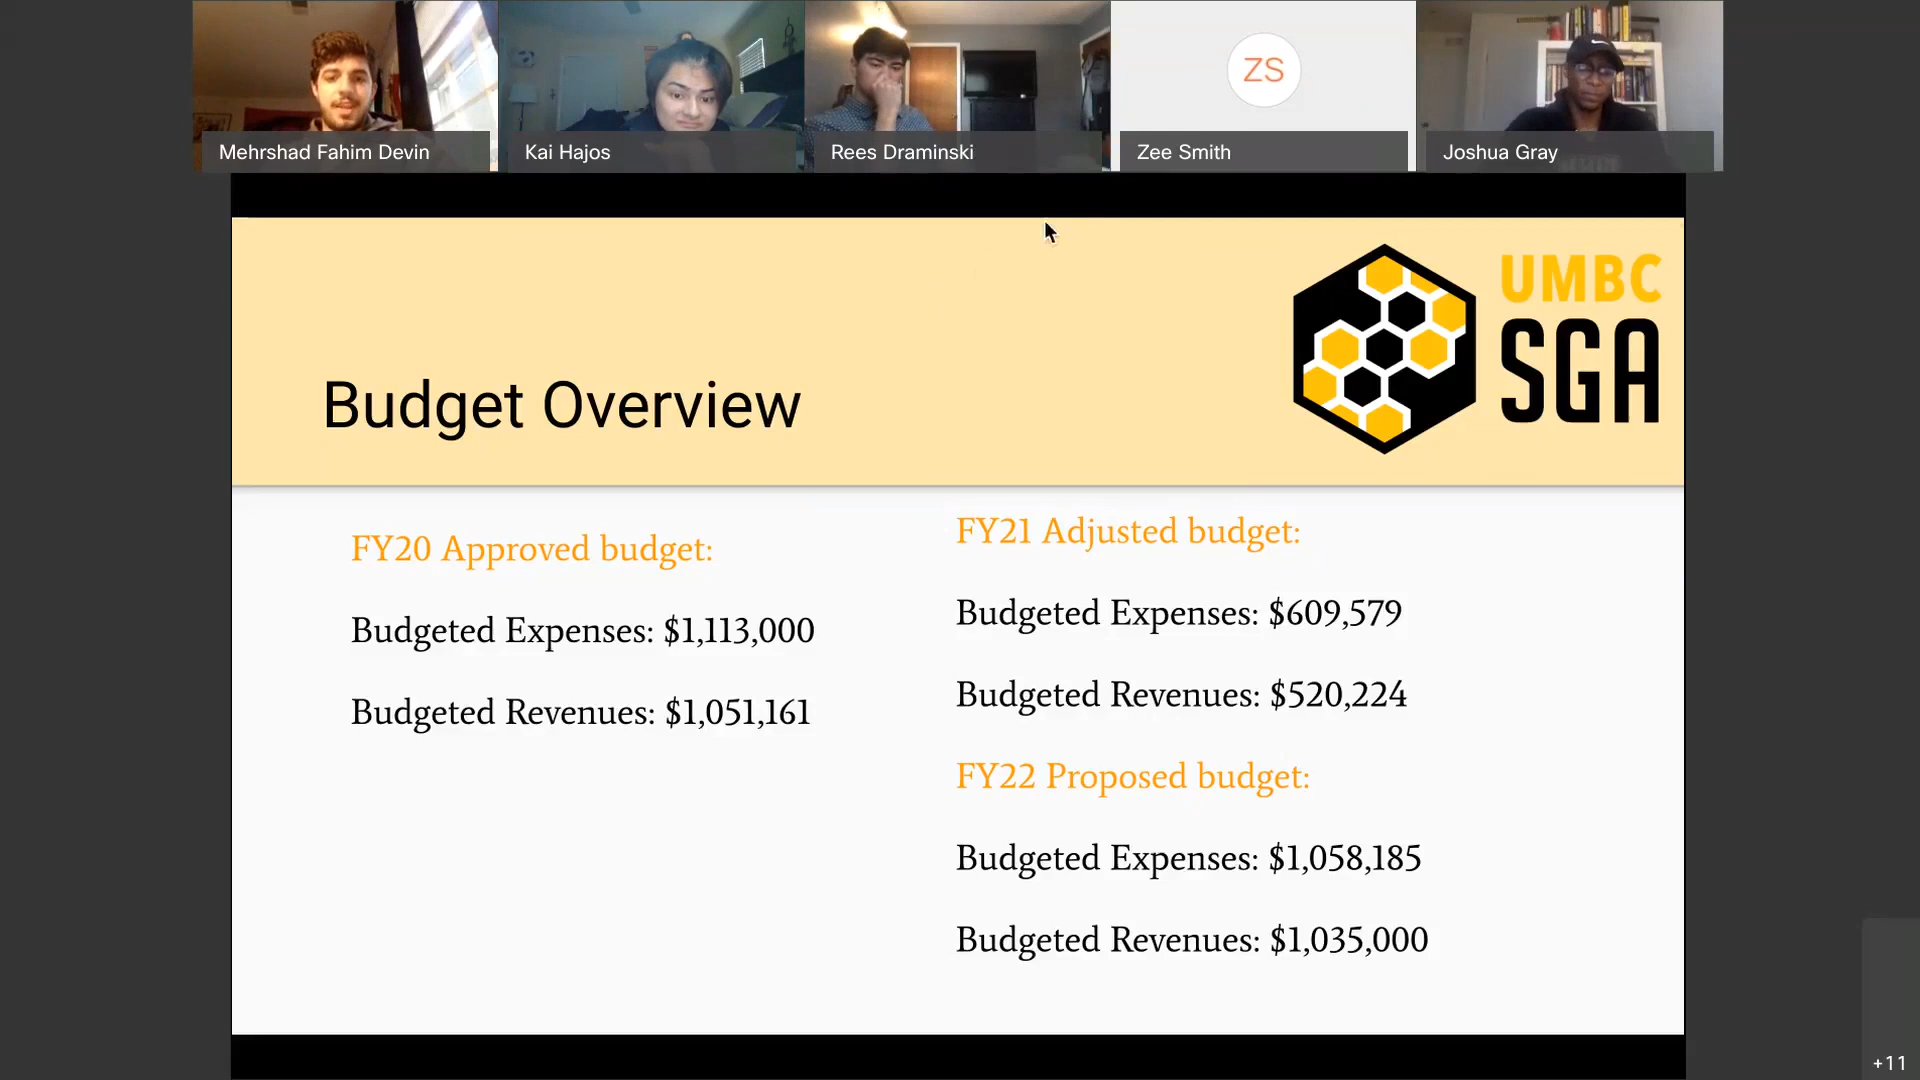 Mehrshad Fahim Devin
Kai Hajos
Rees Draminski
ZS
Zee Smith
Joshua Gray
UMBC
SGA
Budget Overview
FY20 Approved budget:
Budgeted Expenses: $1,113,000
Budgeted Revenues: $1,051,161
FY21 Adjusted budget:
Budgeted Expenses: $609,579
Budgeted Revenues: $520,224
FY22 Proposed budget:
Budgeted Expenses: $1,058,185
Budgeted Revenues: $1,035,000
+11